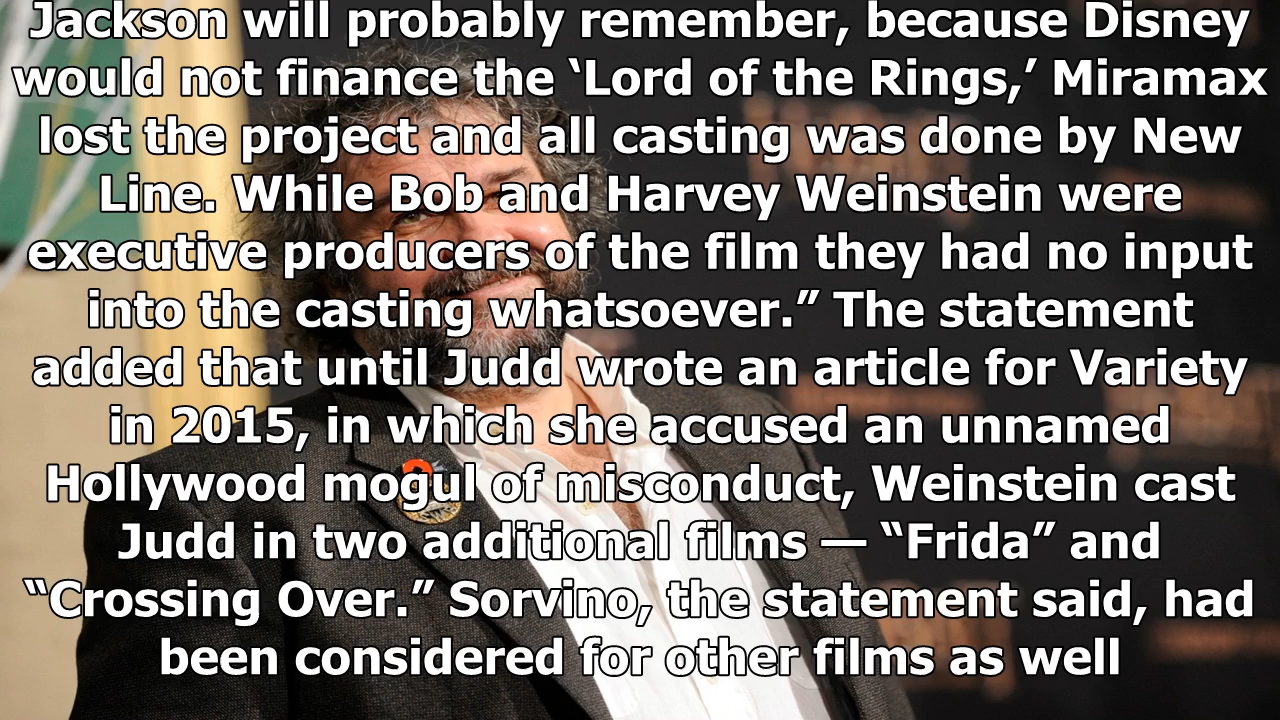 Jackson will probably remember, because Disney
would not finance the ‘Lord of the Rings,’ Miramax
lost the project and all casting was done by New
Line. While Bob and Harvey Weinstein were
executive producers of the film they had no input
into the casting whatsoever.” The statement
added that until Judd wrote an article for Variety
in 2015, in which she accused an unnamed
Hollywood mogul of misconduct, Weinstein cast
Judd in two additional films — “Frida” and
“Crossing Over.” Sorvino, the statement said, had
been considered for other films as well